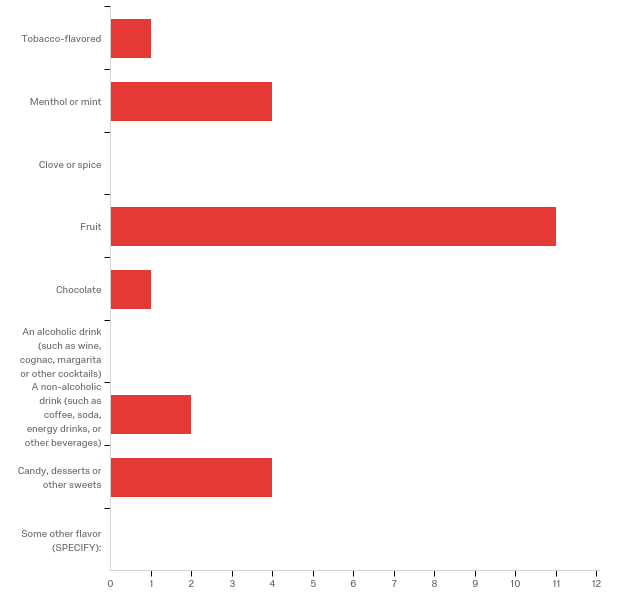 Tobacco-flavored
Menthol or mint
Clove or spice
Fruit
Chocolate
An alcoholic drink
(such as wine,
cognac, margarita
or other cocktails)
A non-alcoholic
drink (such as
coffee, soda,
energy drinks, or
other beverages)
Candy, desserts or
other sweets
Some other flavor
(SPECIFY):
0 1 2 3 4 5 6 7 8 9 10 11 12